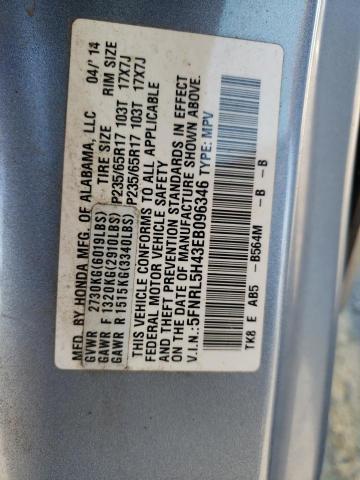 MFD. BY HONDA MFG. OF ALABAMA, LLC 04/'14
TIRE SIZE RIM SIZE
GVWR 2730KG(6019LBS)
GAWR F 1320KG(2910LBS) P235/65R17 103T 17X7J
GAWR R 1515KG(3340LBS) P235/65R17 103T 17X7J
THIS VEHICLE CONFORMS TO ALL APPLICABLE
FEDERAL MOTOR VEHICLE SAFETY
AND THEFT PREVENTION STANDARDS IN EFFECT
ON THE DATE OF MANUFACTURE SHOWN ABOVE.
V.I.N.:5FNRL5H43EB096346 TYPE: MPV
TK8 E AB5 -B564M -B -B